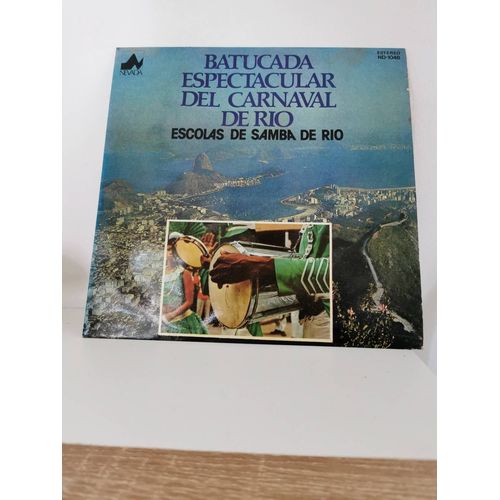 NEVADA
ESTEREO
ND-1046
BATUCADA
ESPECTACULAR
DEL CARNAVAL
DE RIO
ESCOLAS DE SAMBA DE RIO